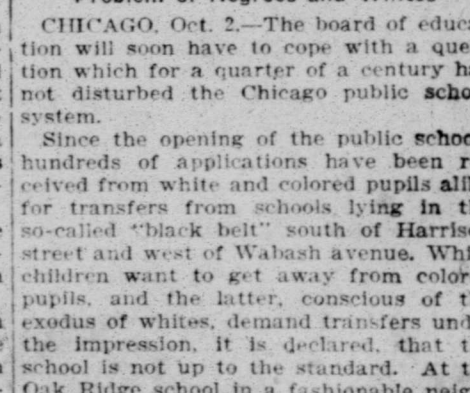 CHICAGO, Oct. 2.—The board of educa
tion will soon have to cope with a que
tion which for a quarter of a century ha
not disturbed the Chicago public scho
system.
Since the opening of the public schoo
hundreds of applications have been r
ceived from white and colored pupils alik
for transfers from schools lying in th
so-called "black belt" south of Harriso
street and west of Wabash avenue. Whi
children want to get away from color
pupils, and the latter, conscious of t
exodus of whites, demand transfers und
the impression, it is declared, that t
school is not up to the standard. At t
Oak Ridge school in a fashionable neig